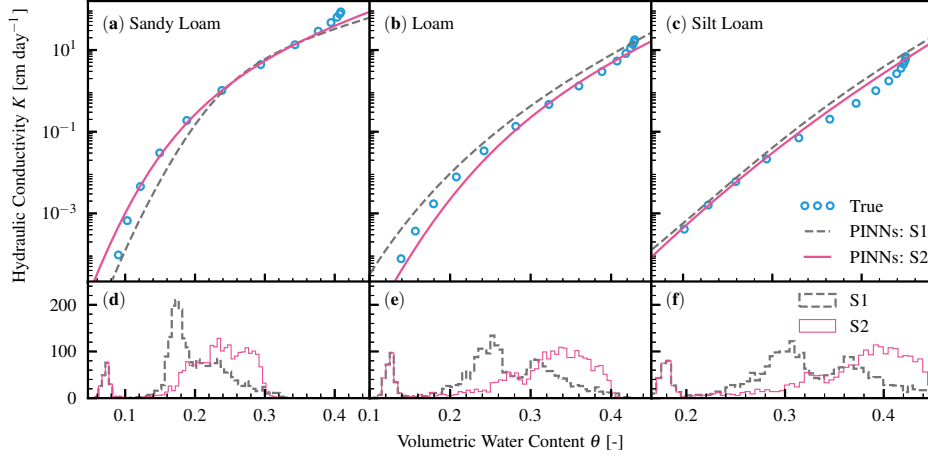 (a) Sandy Loam
(b) Loam
(c) Silt Loam
10¹
10⁻¹
10⁻³
Hydraulic Conductivity K [cm day⁻¹]
True
PINNs: S1
PINNs: S2
(d)
(e)
(f)
S1
S2
200
100
0
0.1 0.2 0.3 0.4
0.1 0.2 0.3 0.4
0.2 0.3 0.4
Volumetric Water Content θ [-]